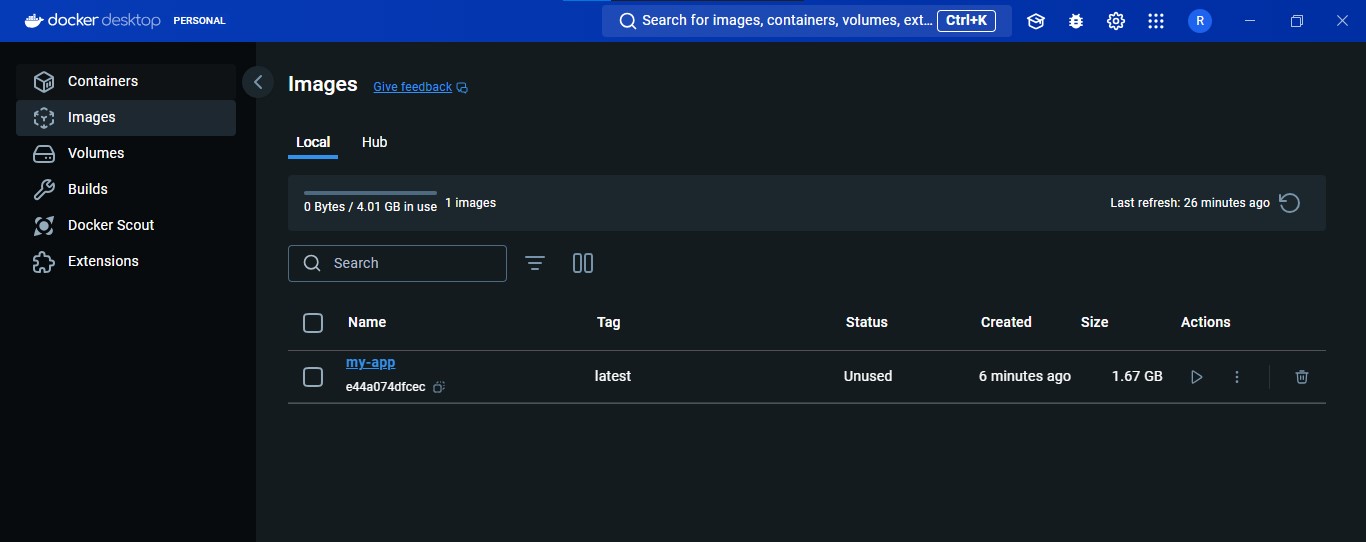 docker desktop PERSONAL
Search for images, containers, volumes, ext... Ctrl+K
R
Containers
Images
Volumes
Builds
Docker Scout
Extensions
Images Give feedback
Local Hub
0 Bytes / 4.01 GB in use 1 images
Last refresh: 26 minutes ago
Search
Name Tag Status Created Size Actions
my-app
e44a074dfcec
latest Unused 6 minutes ago 1.67 GB